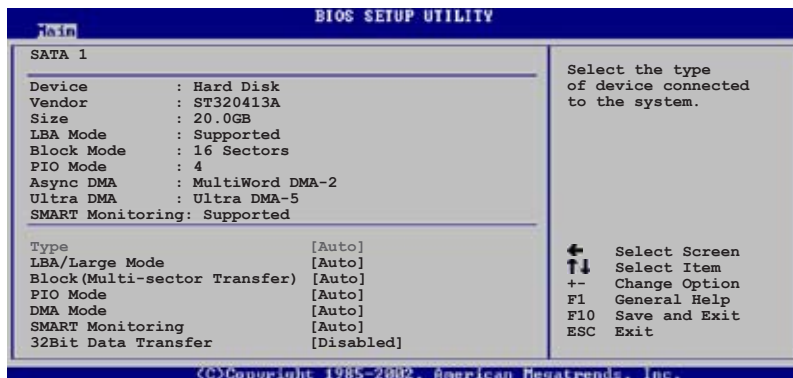 BIOS SETUP UTILITY
Main
SATA 1
Device : Hard Disk
Vendor : ST320413A
Size : 20.0GB
LBA Mode : Supported
Block Mode : 16 Sectors
PIO Mode : 4
Async DMA : MultiWord DMA-2
Ultra DMA : Ultra DMA-5
SMART Monitoring: Supported
Type [Auto]
LBA/Large Mode [Auto]
Block(Multi-sector Transfer) [Auto]
PIO Mode [Auto]
DMA Mode [Auto]
SMART Monitoring [Auto]
32Bit Data Transfer [Disabled]
Select the type
of device connected
to the system.
← Select Screen
↑↓ Select Item
+- Change Option
F1 General Help
F10 Save and Exit
ESC Exit
(C)Copyright 1985-2002, American Megatrends, Inc.